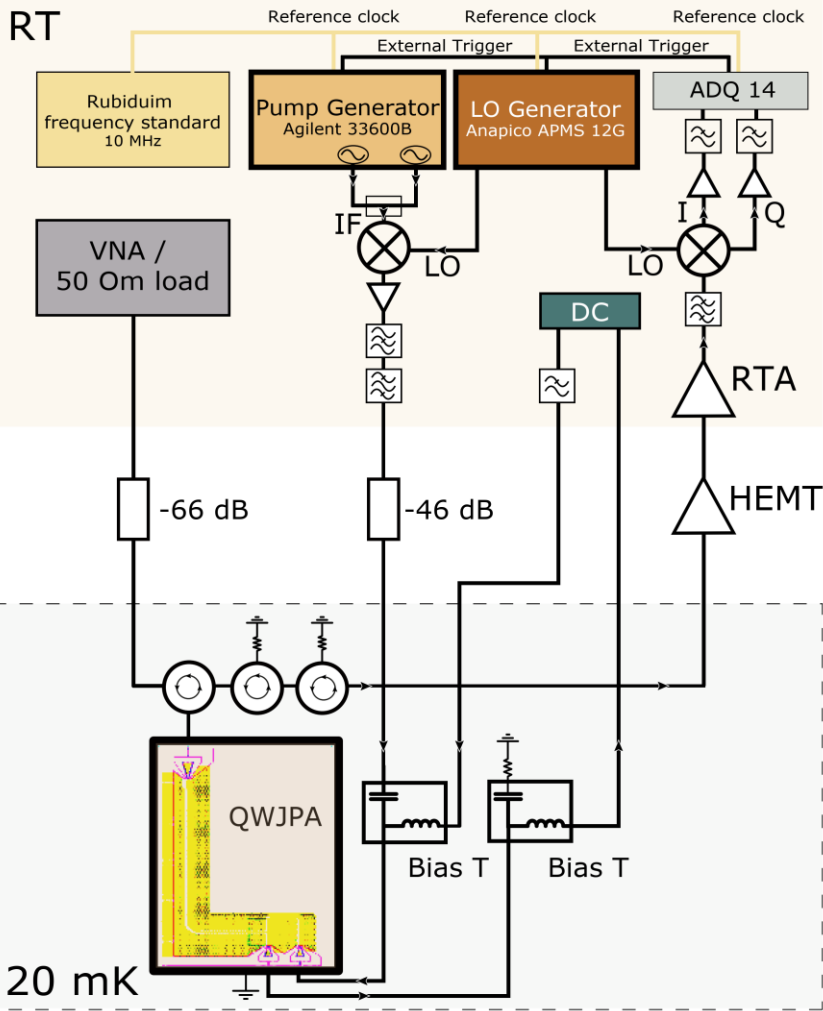 RT
Reference clock
Reference clock
Reference clock
External Trigger
External Trigger
Rubiduim
frequency standard
10 MHz
Pump Generator
Agilent 33600B
LO Generator
Anapico APMS 12G
ADQ 14
I
Q
IF
LO
LO
VNA /
50 Om load
DC
RTA
-66 dB
-46 dB
HEMT
QWJPA
Bias T
Bias T
20 mK